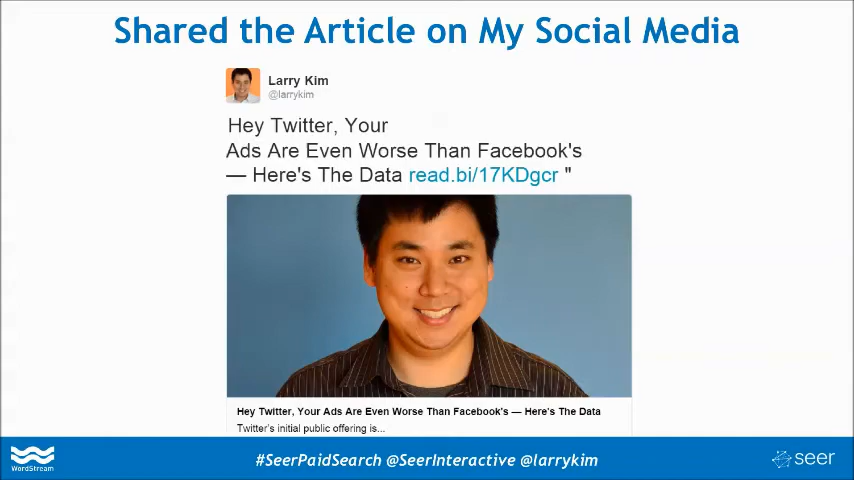 Shared the Article on My Social Media
Larry Kim
@larrykim
Hey Twitter, Your
Ads Are Even Worse Than Facebook's
— Here's The Data read.bi/17KDgcr "
Hey Twitter, Your Ads Are Even Worse Than Facebook's — Here's The Data
Twitter's initial public offering is...
WordStream
#SeerPaidSearch @SeerInteractive @larrykim
seer